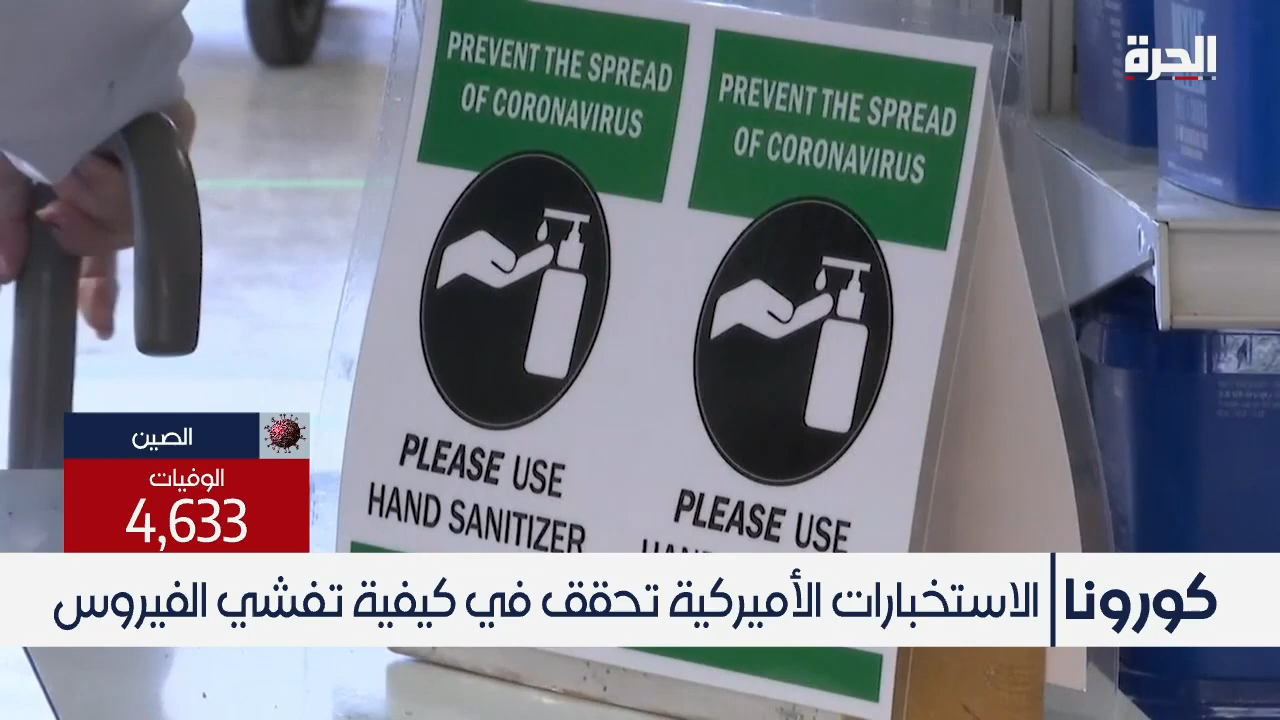 الحرة
PREVENT THE SPREAD
OF CORONAVIRUS
PLEASE USE
HAND SANITIZER
PREVENT THE SPREAD
OF CORONAVIRUS
PLEASE USE
الصين
الوفيات
4,633
كورونا
الاستخبارات الأميركية تحقق في كيفية تفشي الفيروس